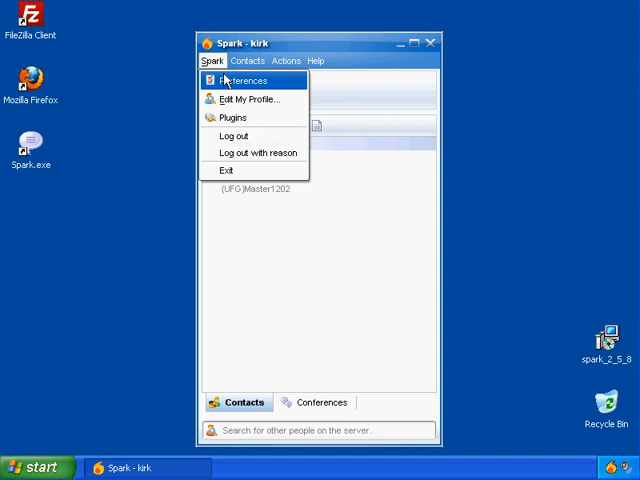 FileZilla Client
Mozilla Firefox
Spark.exe
Spark - kirk
Spark Contacts Actions Help
Preferences
Edit My Profile...
Plugins
Log out
Log out with reason
Exit
(UFG)Master1202
Contacts Conferences
Search for other people on the server.
spark_2_5_8
Recycle Bin
start
Spark - kirk